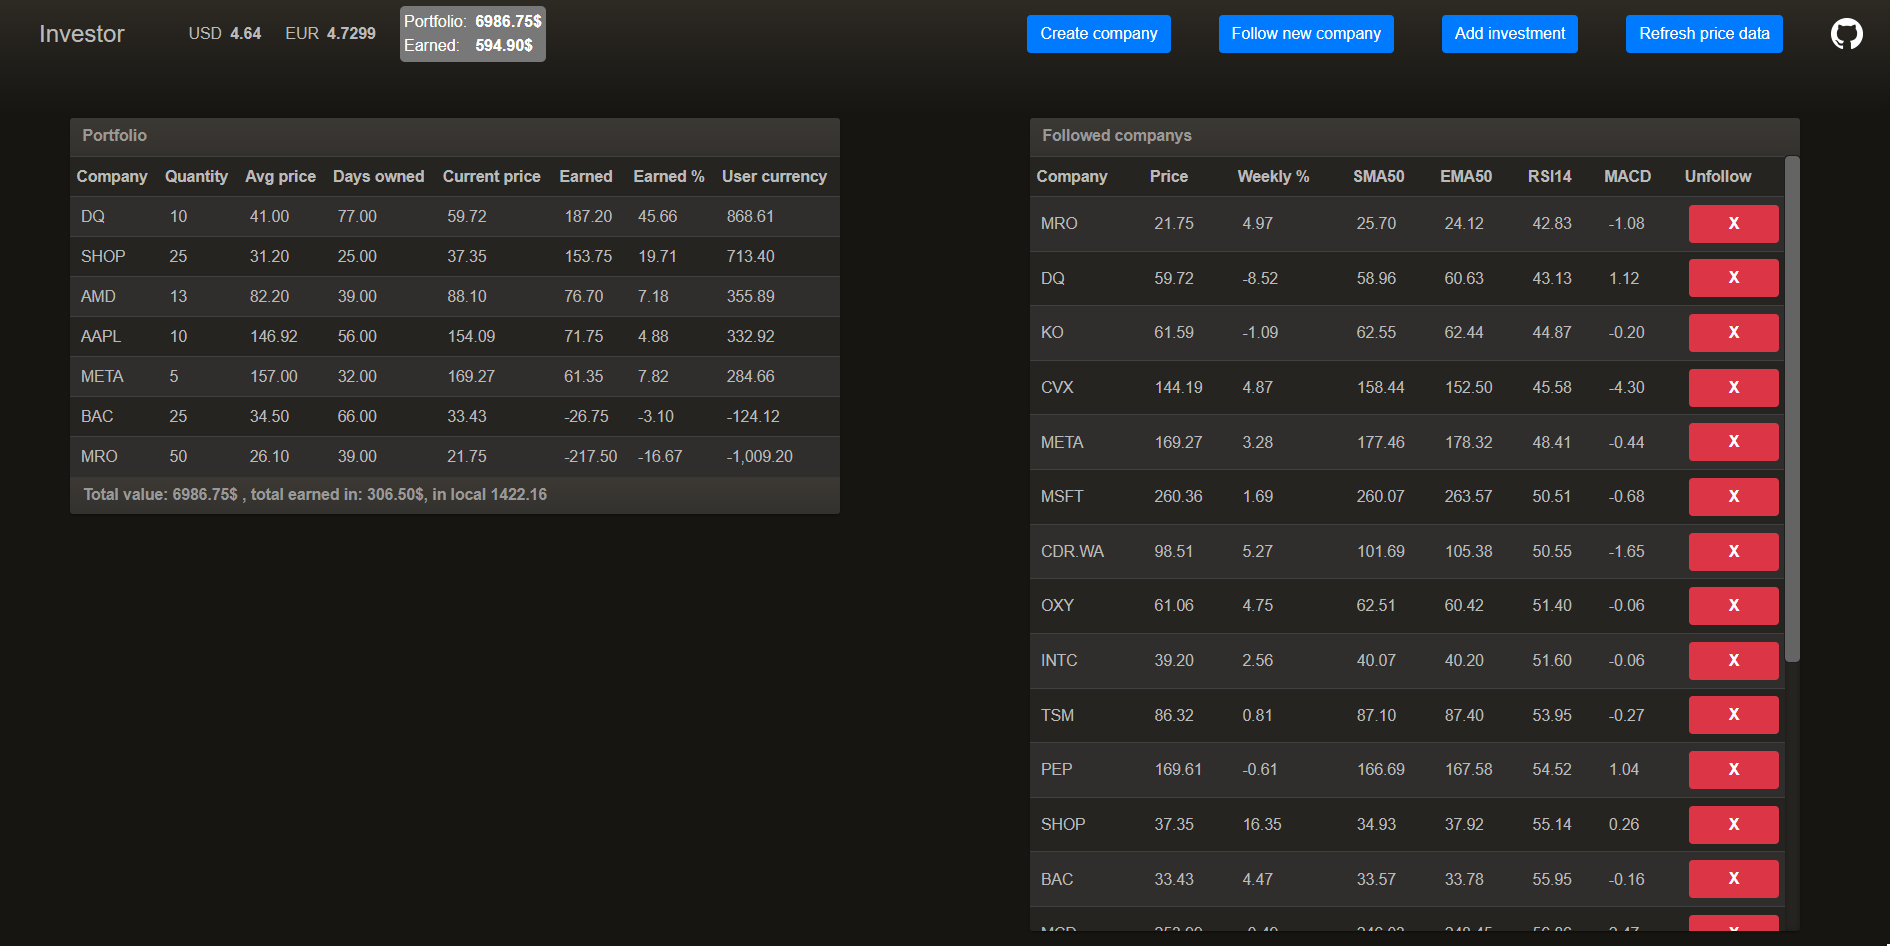 Investor USD 4.64 EUR 4.7299 Portfolio: 6986.75$ Create company Follow new company Add investment Refresh price data
Earned: 594.90$
Portfolio
Company Quantity Avg price Days owned Current price Earned Earned % User currency
DQ 10 41.00 77.00 59.72 187.20 45.66 868.61
SHOP 25 31.20 25.00 37.35 153.75 19.71 713.40
AMD 13 82.20 39.00 88.10 76.70 7.18 355.89
AAPL 10 146.92 56.00 154.09 71.75 4.88 332.92
META 5 157.00 32.00 169.27 61.35 7.82 284.66
BAC 25 34.50 66.00 33.43 -26.75 -3.10 -124.12
MRO 50 26.10 39.00 21.75 -217.50 -16.67 -1,009.20
Total value: 6986.75$ , total earned in: 306.50$, in local 1422.16
Followed companys
Company Price Weekly % SMA50 EMA50 RSI14 MACD Unfollow
MRO 21.75 4.97 25.70 24.12 42.83 -1.08 X
DQ 59.72 -8.52 58.96 60.63 43.13 1.12 X
KO 61.59 -1.09 62.55 62.44 44.87 -0.20 X
CVX 144.19 4.87 158.44 152.50 45.58 -4.30 X
META 169.27 3.28 177.46 178.32 48.41 -0.44 X
MSFT 260.36 1.69 260.07 263.57 50.51 -0.68 X
CDR.WA 98.51 5.27 101.69 105.38 50.55 -1.65 X
OXY 61.06 4.75 62.51 60.42 51.40 -0.06 X
INTC 39.20 2.56 40.07 40.20 51.60 -0.06 X
TSM 86.32 0.81 87.10 87.40 53.95 -0.27 X
PEP 169.61 -0.61 166.69 167.58 54.52 1.04 X
SHOP 37.35 16.35 34.93 37.92 55.14 0.26 X
BAC 33.43 4.47 33.57 33.78 55.95 -0.16 X